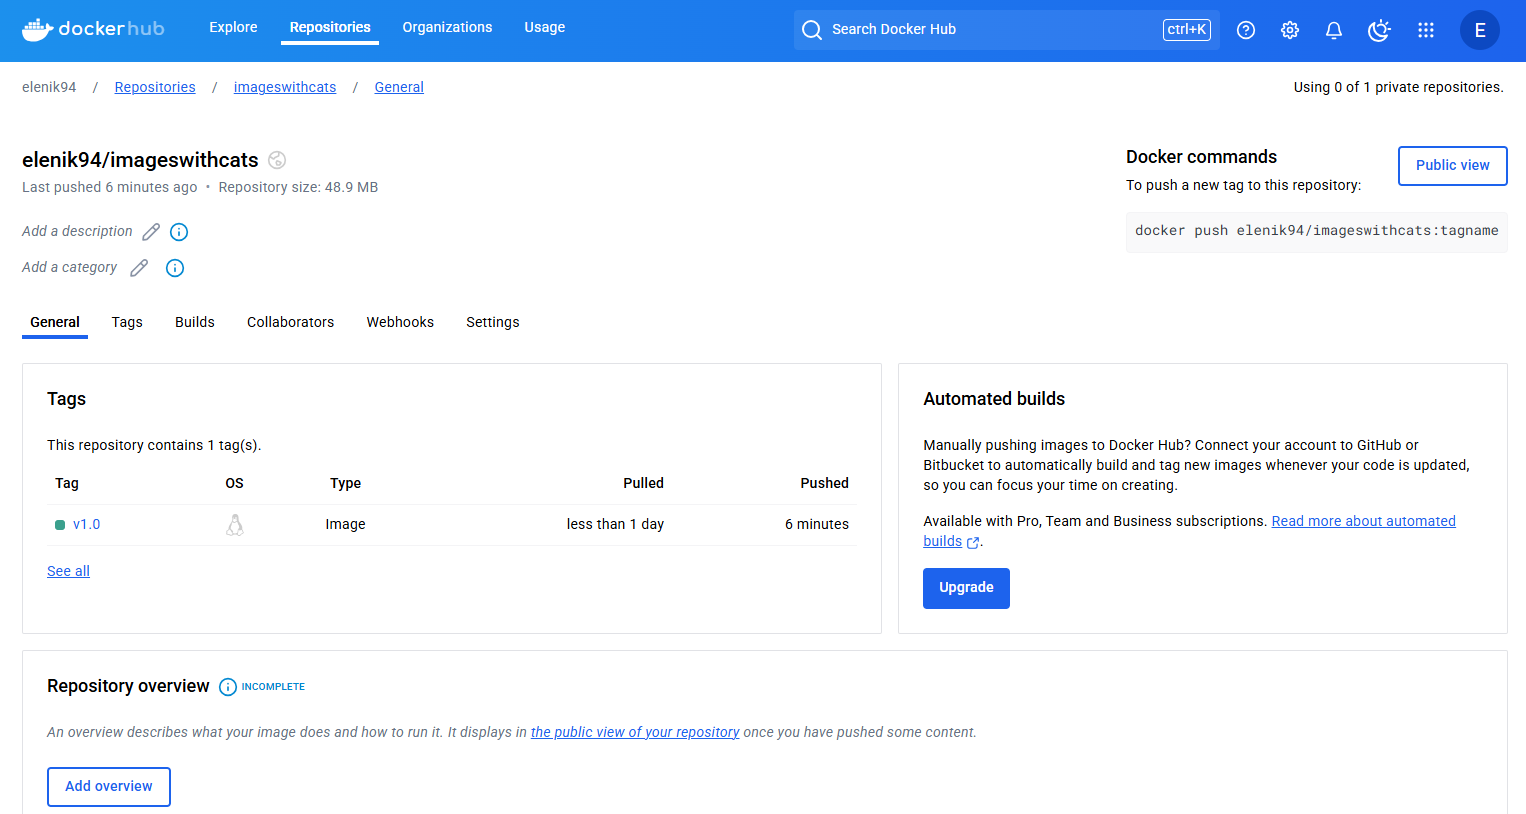 dockerhub
Explore
Repositories
Organizations
Usage
Search Docker Hub
ctrl+K
E
elenik94 / Repositories / imageswithcats / General
Using 0 of 1 private repositories.
elenik94/imageswithcats
Last pushed 6 minutes ago • Repository size: 48.9 MB
Add a description
Add a category
Docker commands
To push a new tag to this repository:
Public view
docker push elenik94/imageswithcats:tagname
General
Tags
Builds
Collaborators
Webhooks
Settings
Tags
This repository contains 1 tag(s).
Tag OS Type Pulled Pushed
v1.0 Image less than 1 day 6 minutes
See all
Automated builds
Manually pushing images to Docker Hub? Connect your account to GitHub or
Bitbucket to automatically build and tag new images whenever your code is updated,
so you can focus your time on creating.
Available with Pro, Team and Business subscriptions. Read more about automated
builds .
Upgrade
Repository overview INCOMPLETE
An overview describes what your image does and how to run it. It displays in the public view of your repository once you have pushed some content.
Add overview